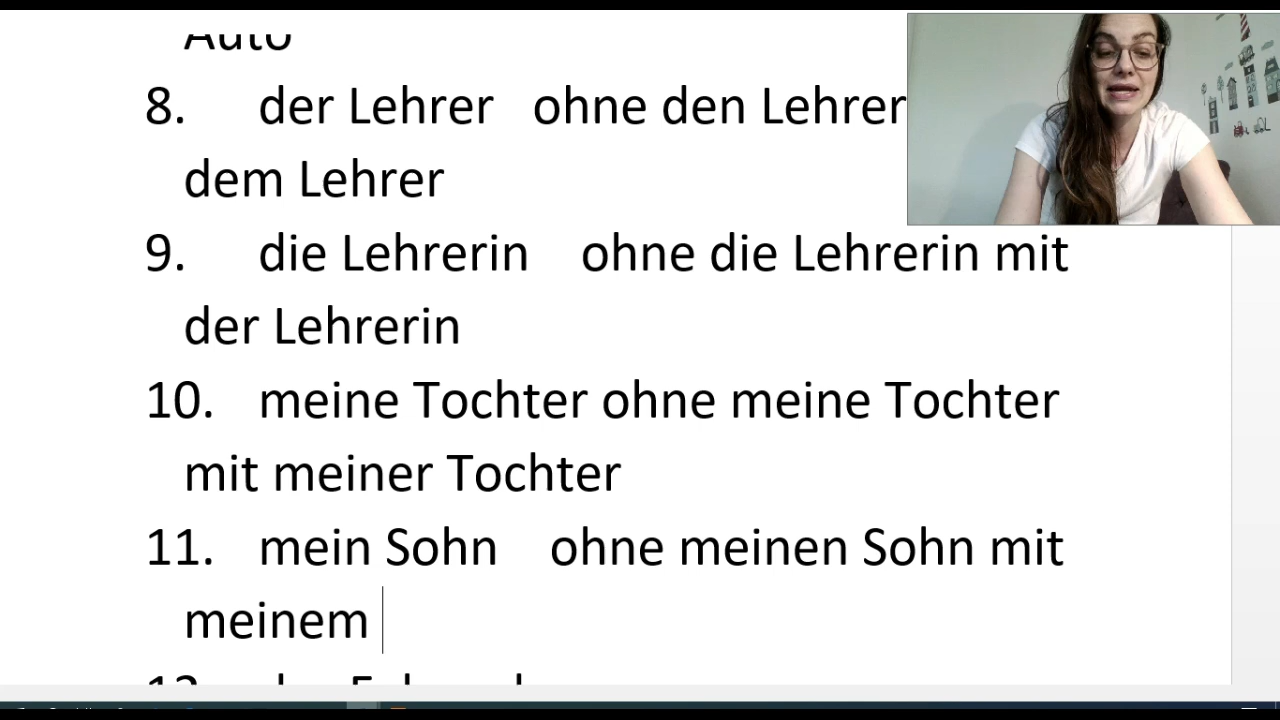 Auto
8. der Lehrer ohne den Lehrer
dem Lehrer
9. die Lehrerin ohne die Lehrerin mit
der Lehrerin
10. meine Tochter ohne meine Tochter
mit meiner Tochter
11. mein Sohn ohne meinen Sohn mit
meinem